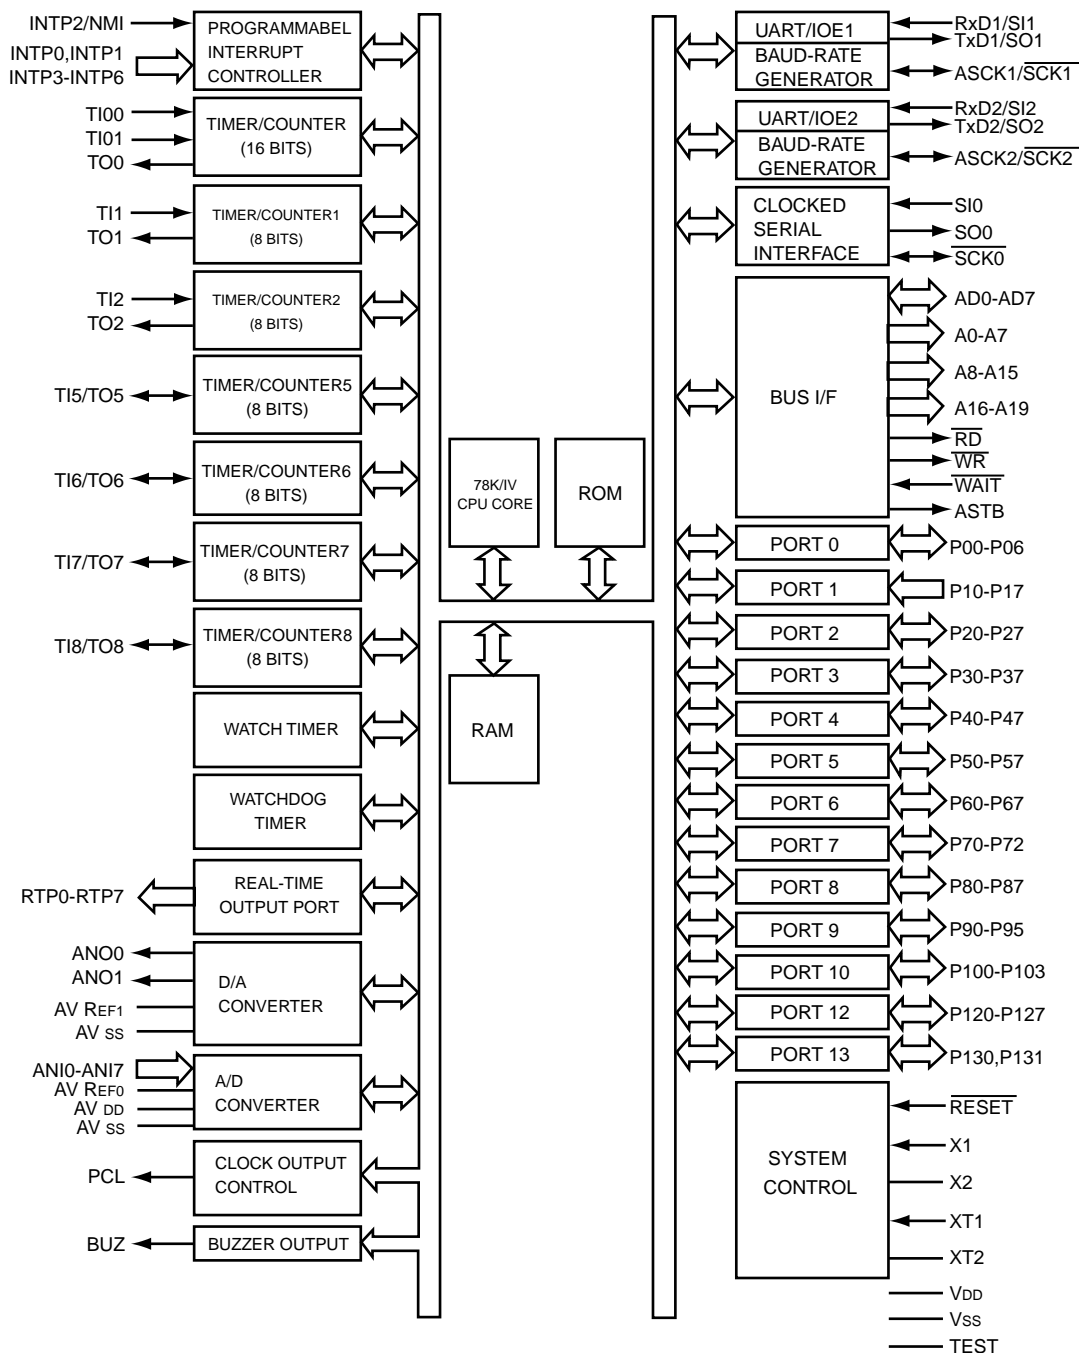 INTP2/NMI
INTP0,INTP1
INTP3-INTP6
PROGRAMMABEL
INTERRUPT
CONTROLLER
TI00
TI01
TO0
TIMER/COUNTER
(16 BITS)
TI1
TO1
TIMER/COUNTER1
(8 BITS)
TI2
TO2
TIMER/COUNTER2
(8 BITS)
TI5/TO5
TIMER/COUNTER5
(8 BITS)
TI6/TO6
TIMER/COUNTER6
(8 BITS)
TI7/TO7
TIMER/COUNTER7
(8 BITS)
TI8/TO8
TIMER/COUNTER8
(8 BITS)
WATCH TIMER
WATCHDOG
TIMER
RTP0-RTP7
REAL-TIME
OUTPUT PORT
ANO0
ANO1
AV REF1
AV SS
D/A
CONVERTER
ANI0-ANI7
AV REF0
AV DD
AV SS
A/D
CONVERTER
PCL
CLOCK OUTPUT
CONTROL
BUZ
BUZZER OUTPUT
78K/IV
CPU CORE
ROM
RAM
UART/IOE1
BAUD-RATE
GENERATOR
RxD1/SI1
TxD1/SO1
ASCK1/SCK1
UART/IOE2
BAUD-RATE
GENERATOR
RxD2/SI2
TxD2/SO2
ASCK2/SCK2
CLOCKED
SERIAL
INTERFACE
SI0
SO0
SCK0
BUS I/F
AD0-AD7
A0-A7
A8-A15
A16-A19
RD
WR
WAIT
ASTB
PORT 0
P00-P06
PORT 1
P10-P17
PORT 2
P20-P27
PORT 3
P30-P37
PORT 4
P40-P47
PORT 5
P50-P57
PORT 6
P60-P67
PORT 7
P70-P72
PORT 8
P80-P87
PORT 9
P90-P95
PORT 10
P100-P103
PORT 12
P120-P127
PORT 13
P130,P131
SYSTEM
CONTROL
RESET
X1
X2
XT1
XT2
VDD
VSS
TEST